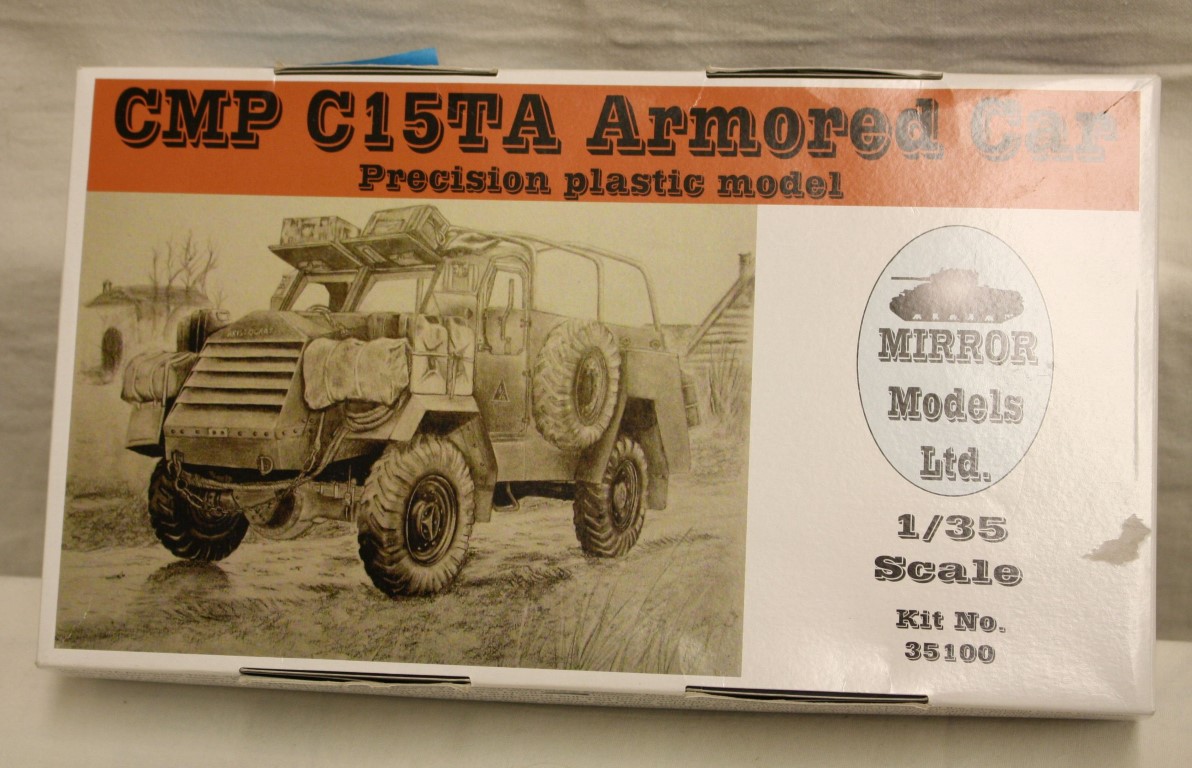 CMP C15TA Armored Car
Precision plastic model
MIRROR
Models
Ltd.
1/35
Scale
Kit No.
35100